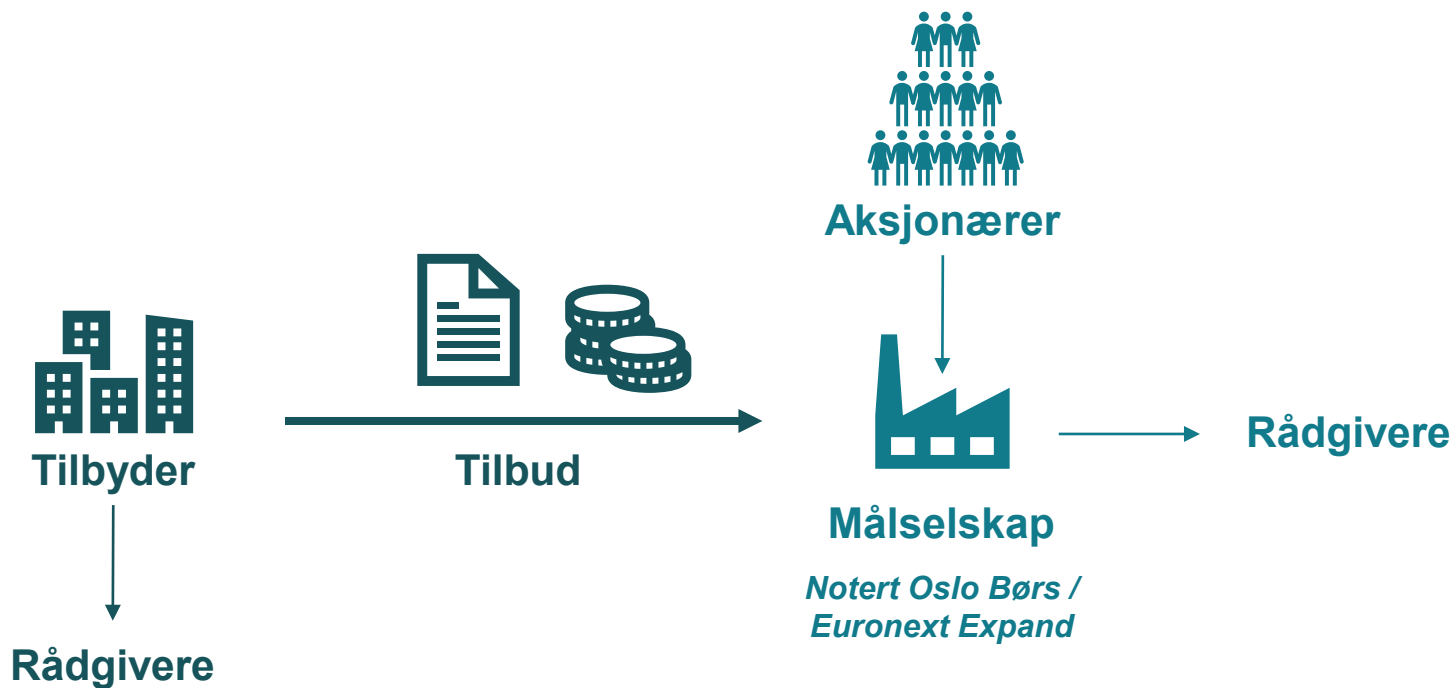 Aksjonærer
Tilbyder
Tilbud
Rådgivere
Målselskap
Notert Oslo Børs /
Euronext Expand
Rådgivere